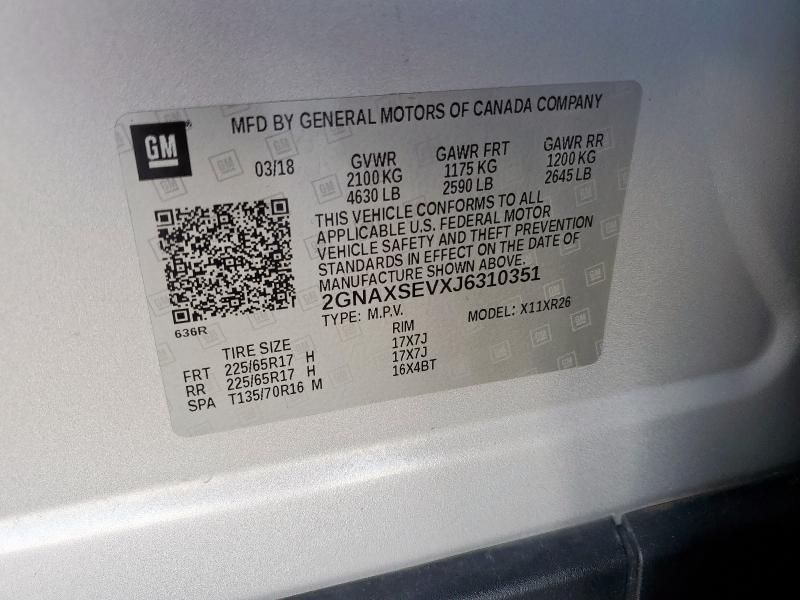 GM
MFD BY GENERAL MOTORS OF CANADA COMPANY
03/18
GVWR GAWR FRT GAWR RR
2100 KG 1175 KG 1200 KG
4630 LB 2590 LB 2645 LB
THIS VEHICLE CONFORMS TO ALL
APPLICABLE U.S. FEDERAL MOTOR
VEHICLE SAFETY AND THEFT PREVENTION
STANDARDS IN EFFECT ON THE DATE OF
MANUFACTURE SHOWN ABOVE.
2GNAXSEVXJ6310351
TYPE: M.P.V. MODEL: X11XR26
636R
TIRE SIZE RIM
FRT 225/65R17 H 17X7J
RR 225/65R17 H 17X7J
SPA T135/70R16 M 16X4BT